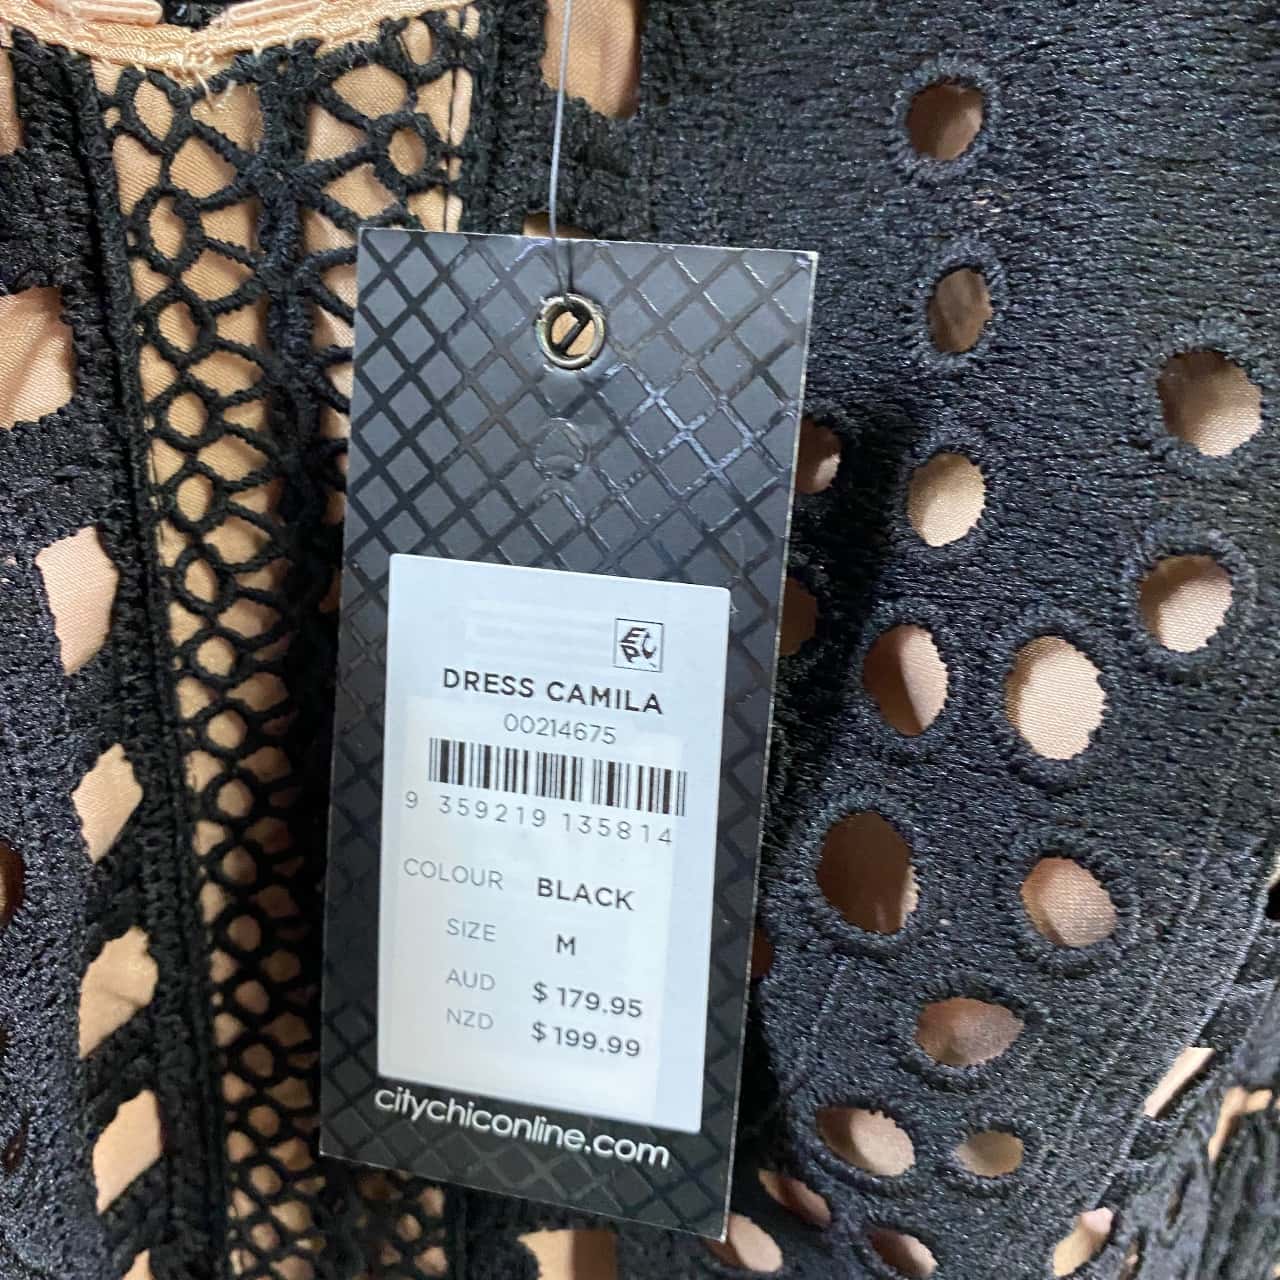 DRESS CAMILA
00214675
9 359219 135814
COLOUR BLACK
SIZE M
AUD $ 179.95
NZD $ 199.99
citychiconline.com